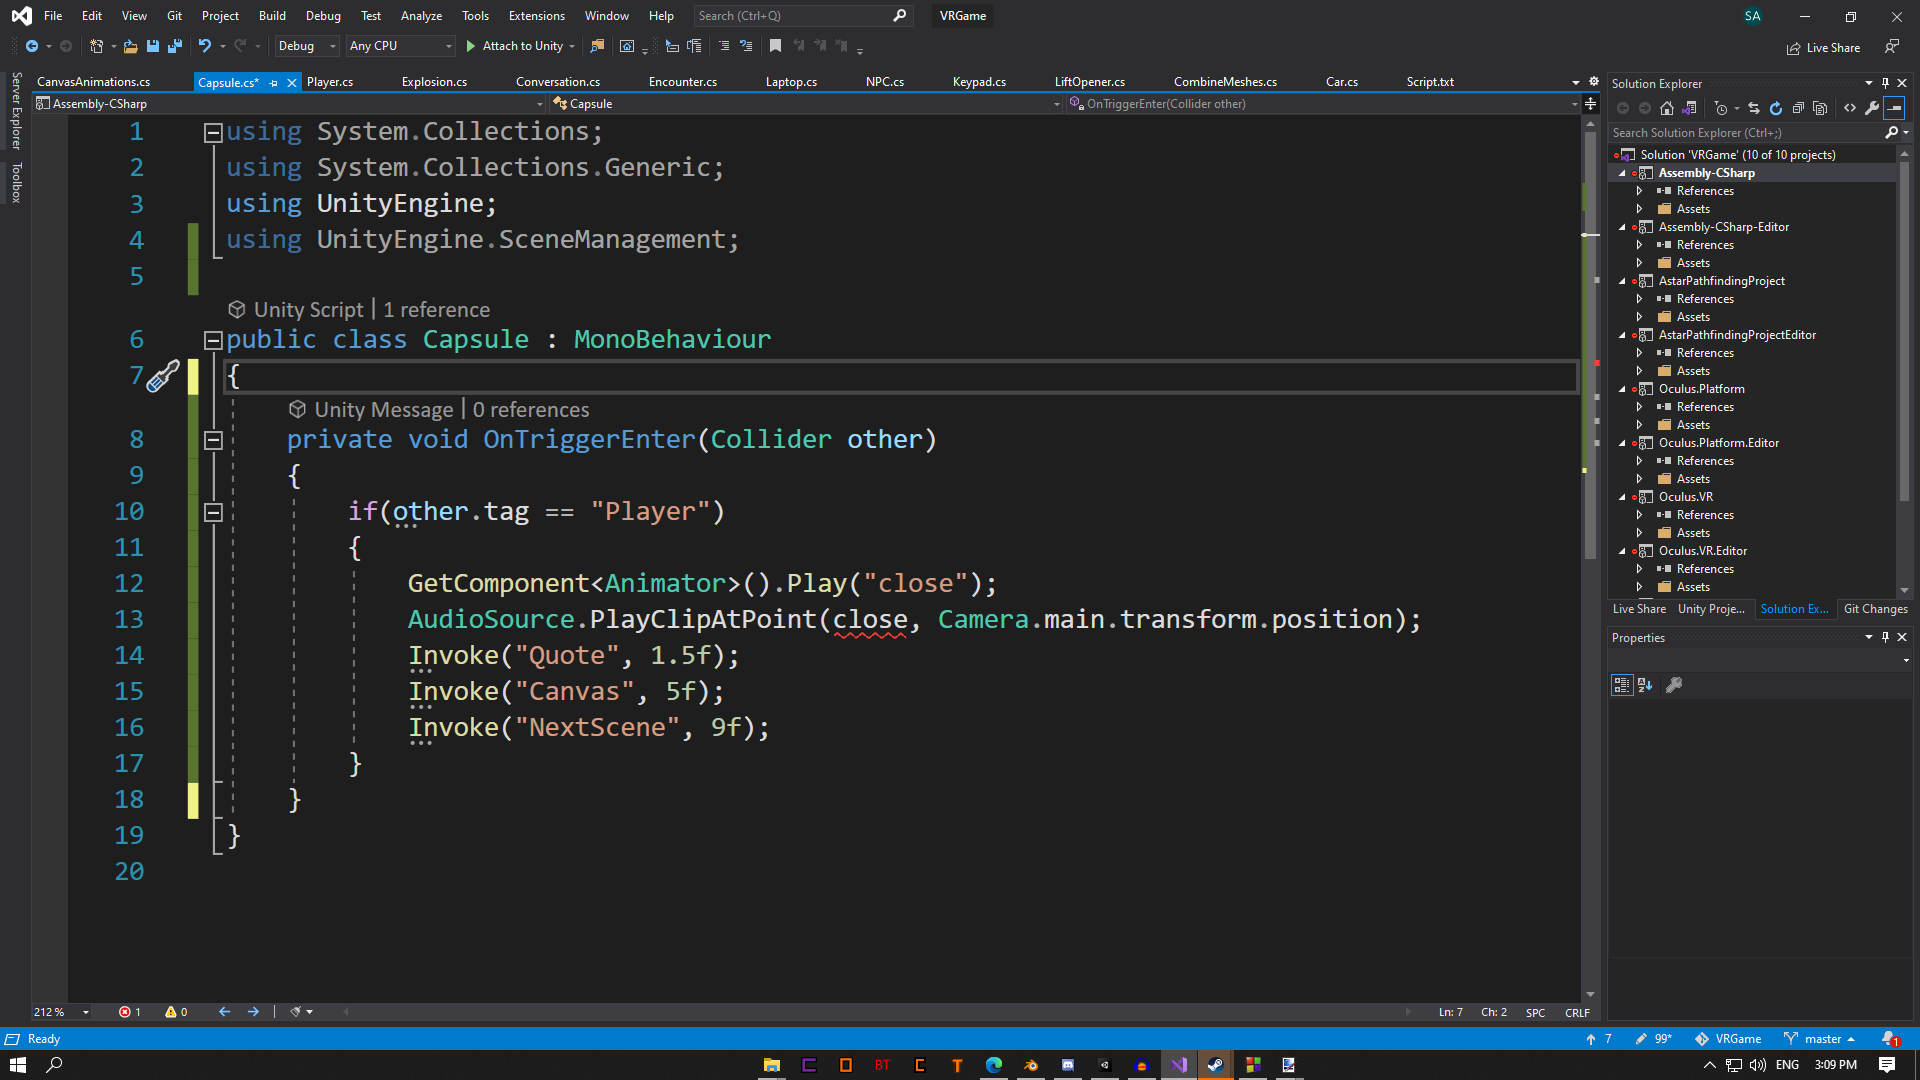 File Edit View Git Project Build Debug Test Analyze Tools Extensions Window Help Search (Ctrl+Q) VRGame SA
Debug Any CPU Attach to Unity Live Share
Server Explorer
Toolbox
CanvasAnimations.cs Capsule.cs* Player.cs Explosion.cs Conversation.cs Encounter.cs Laptop.cs NPC.cs Keypad.cs LiftOpener.cs CombineMeshes.cs Car.cs Script.txt
Assembly-CSharp Capsule OnTriggerEnter(Collider other)
1 using System.Collections;
2 using System.Collections.Generic;
3 using UnityEngine;
4 using UnityEngine.SceneManagement;
5
Unity Script | 1 reference
6 public class Capsule : MonoBehaviour
7 {
Unity Message | 0 references
8 private void OnTriggerEnter(Collider other)
9 {
10 if(other.tag == "Player")
11 {
12 GetComponent<Animator>().Play("close");
13 AudioSource.PlayClipAtPoint(close, Camera.main.transform.position);
14 Invoke("Quote", 1.5f);
15 Invoke("Canvas", 5f);
16 Invoke("NextScene", 9f);
17 }
18 }
19 }
20
212 % 1 0 Ln: 7 Ch: 2 SPC CRLF
Solution Explorer
Search Solution Explorer (Ctrl+;)
Solution 'VRGame' (10 of 10 projects)
Assembly-CSharp
References
Assets
Assembly-CSharp-Editor
References
Assets
AstarPathfindingProject
References
Assets
AstarPathfindingProjectEditor
References
Assets
Oculus.Platform
References
Assets
Oculus.Platform.Editor
References
Assets
Oculus.VR
References
Assets
Oculus.VR.Editor
References
Assets
Live Share Unity Proje... Solution Ex... Git Changes
Properties
Ready 7 99* VRGame master 1
BT T ENG 3:09 PM